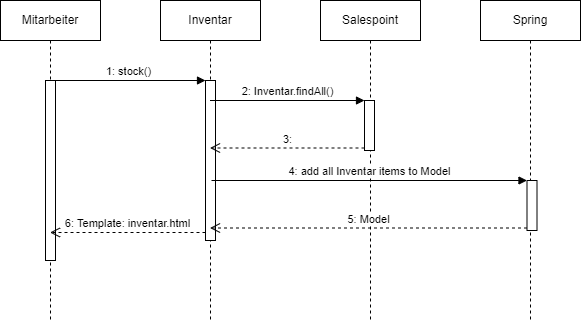 Mitarbeiter
Inventar
Salespoint
Spring
1: stock()
2: Inventar.findAll()
3:
4: add all Inventar items to Model
5: Model
6: Template: inventar.html